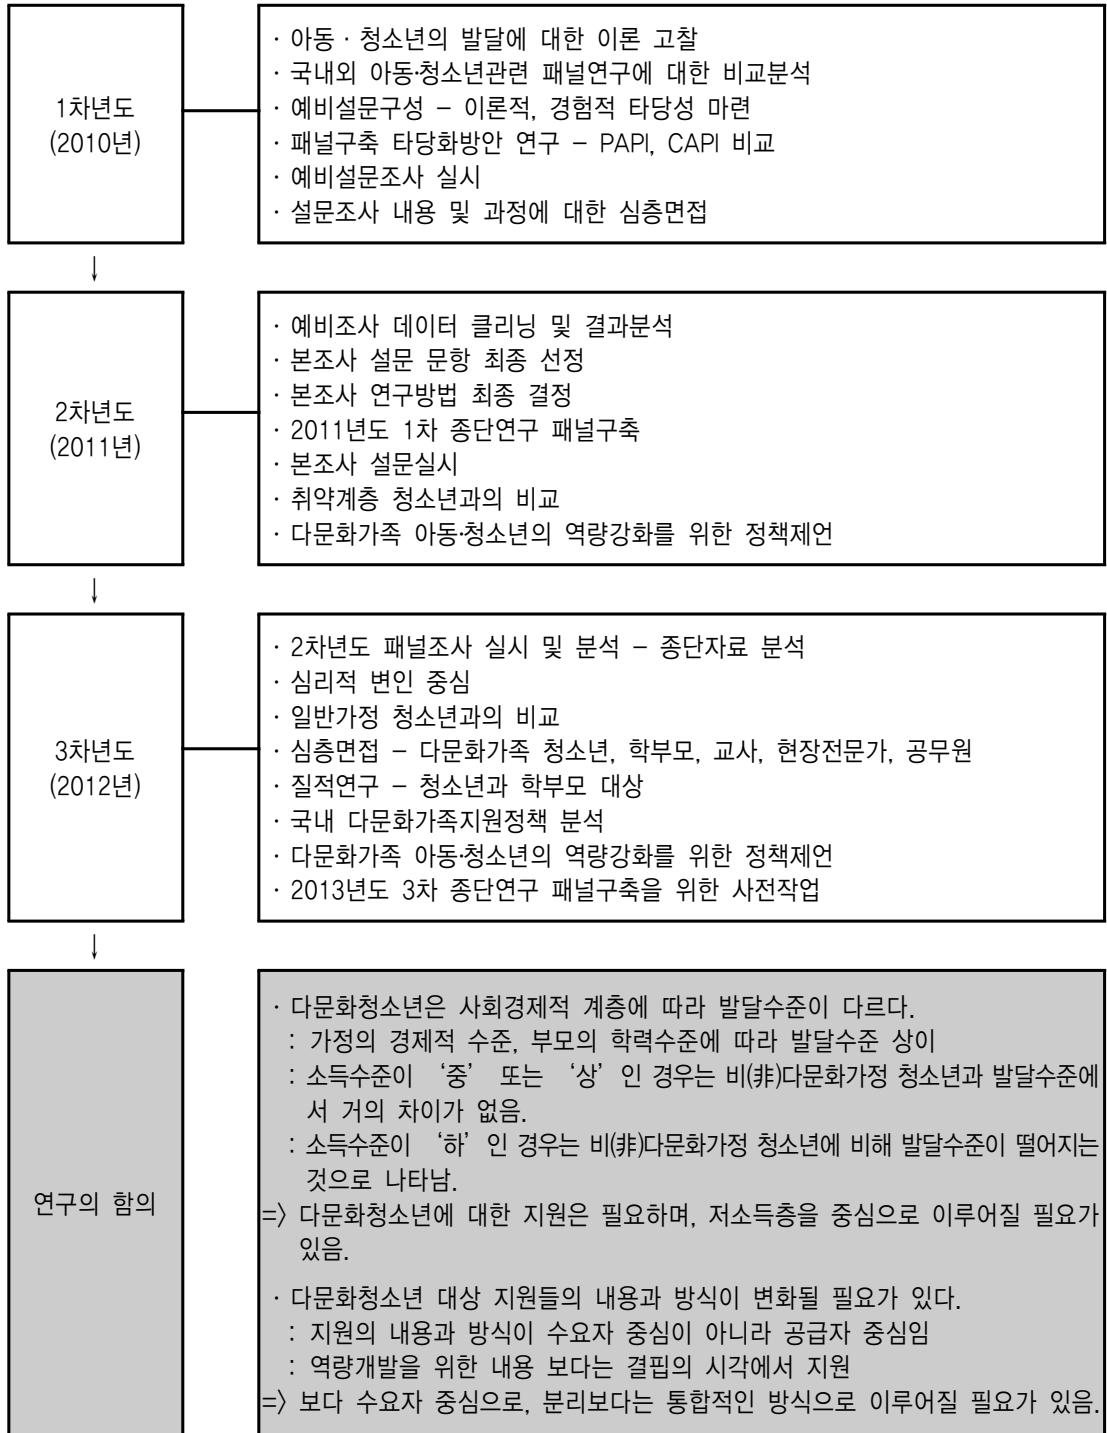 1차년도
(2010년)
· 아동 · 청소년의 발달에 대한 이론 고찰
· 국내외 아동·청소년관련 패널연구에 대한 비교분석
· 예비설문구성 – 이론적, 경험적 타당성 마련
· 패널구축 타당화방안 연구 – PAPI, CAPI 비교
· 예비설문조사 실시
· 설문조사 내용 및 과정에 대한 심층면접
↓
2차년도
(2011년)
· 예비조사 데이터 클리닝 및 결과분석
· 본조사 설문 문항 최종 선정
· 본조사 연구방법 최종 결정
· 2011년도 1차 종단연구 패널구축
· 본조사 설문실시
· 취약계층 청소년과의 비교
· 다문화가족 아동·청소년의 역량강화를 위한 정책제언
↓
3차년도
(2012년)
· 2차년도 패널조사 실시 및 분석 – 종단자료 분석
· 심리적 변인 중심
· 일반가정 청소년과의 비교
· 심층면접 – 다문화가족 청소년, 학부모, 교사, 현장전문가, 공무원
· 질적연구 – 청소년과 학부모 대상
· 국내 다문화가족지원정책 분석
· 다문화가족 아동·청소년의 역량강화를 위한 정책제언
· 2013년도 3차 종단연구 패널구축을 위한 사전작업
↓
연구의 함의
· 다문화청소년은 사회경제적 계층에 따라 발달수준이 다르다.
: 가정의 경제적 수준, 부모의 학력수준에 따라 발달수준 상이
: 소득수준이 ‘중’ 또는 ‘상’인 경우는 비(非)다문화가정 청소년과 발달수준에
서 거의 차이가 없음.
: 소득수준이 ‘하’인 경우는 비(非)다문화가정 청소년에 비해 발달수준이 떨어지는
것으로 나타남.
=> 다문화청소년에 대한 지원은 필요하며, 저소득층을 중심으로 이루어질 필요가
있음.
· 다문화청소년 대상 지원들의 내용과 방식이 변화될 필요가 있다.
: 지원의 내용과 방식이 수요자 중심이 아니라 공급자 중심임
: 역량개발을 위한 내용 보다는 결핍의 시각에서 지원
=> 보다 수요자 중심으로, 분리보다는 통합적인 방식으로 이루어질 필요가 있음.